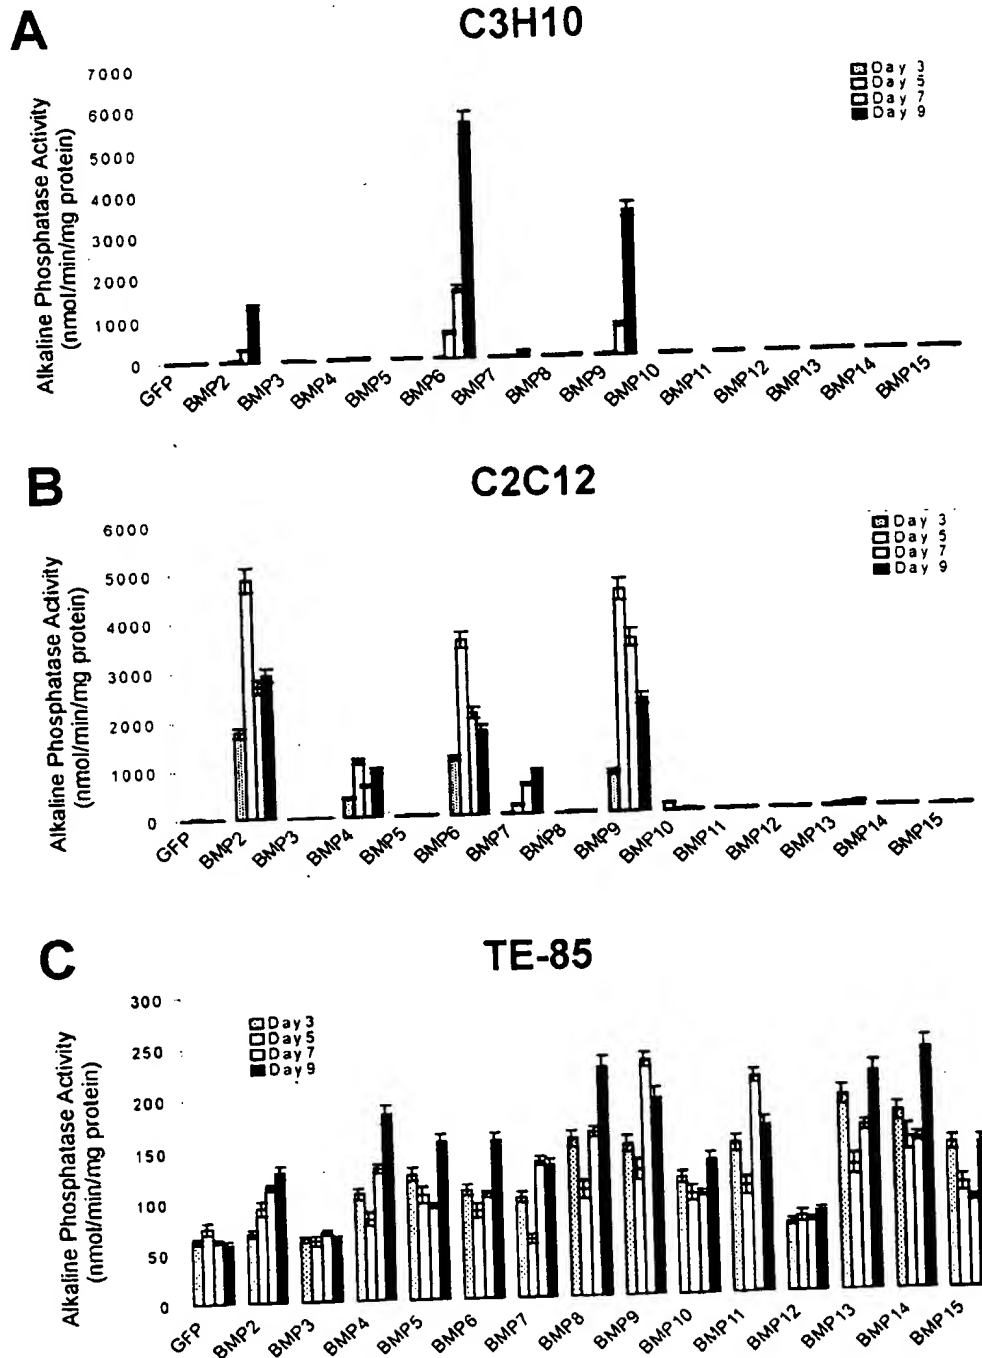 A
C3H10
Alkaline Phosphatase Activity
(nmol/min/mg protein)
7000
6000
5000
4000
3000
2000
1000
0
Day 3
Day 5
Day 7
Day 9
GFP
BMP2
BMP3
BMP4
BMP5
BMP6
BMP7
BMP8
BMP9
BMP10
BMP11
BMP12
BMP13
BMP14
BMP15
B
C2C12
Alkaline Phosphatase Activity
(nmol/min/mg protein)
6000
5000
4000
3000
2000
1000
0
Day 3
Day 5
Day 7
Day 9
GFP
BMP2
BMP3
BMP4
BMP5
BMP6
BMP7
BMP8
BMP9
BMP10
BMP11
BMP12
BMP13
BMP14
BMP15
C
TE-85
Alkaline Phosphatase Activity
(nmol/min/mg protein)
300
250
200
150
100
50
0
Day 3
Day 5
Day 7
Day 9
GFP
BMP2
BMP3
BMP4
BMP5
BMP6
BMP7
BMP8
BMP9
BMP10
BMP11
BMP12
BMP13
BMP14
BMP15